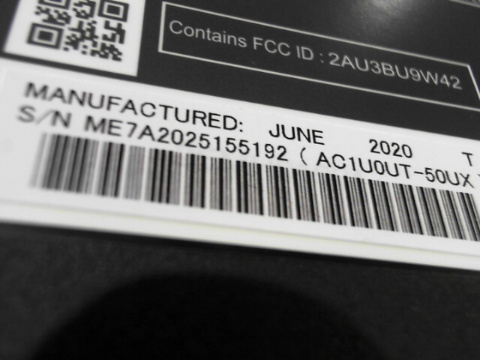 Contains FCC ID : 2AU3BU9W42
MANUFACTURED: JUNE 2020 T
S/N ME7A2025155192 ( AC1U0UT-50UX